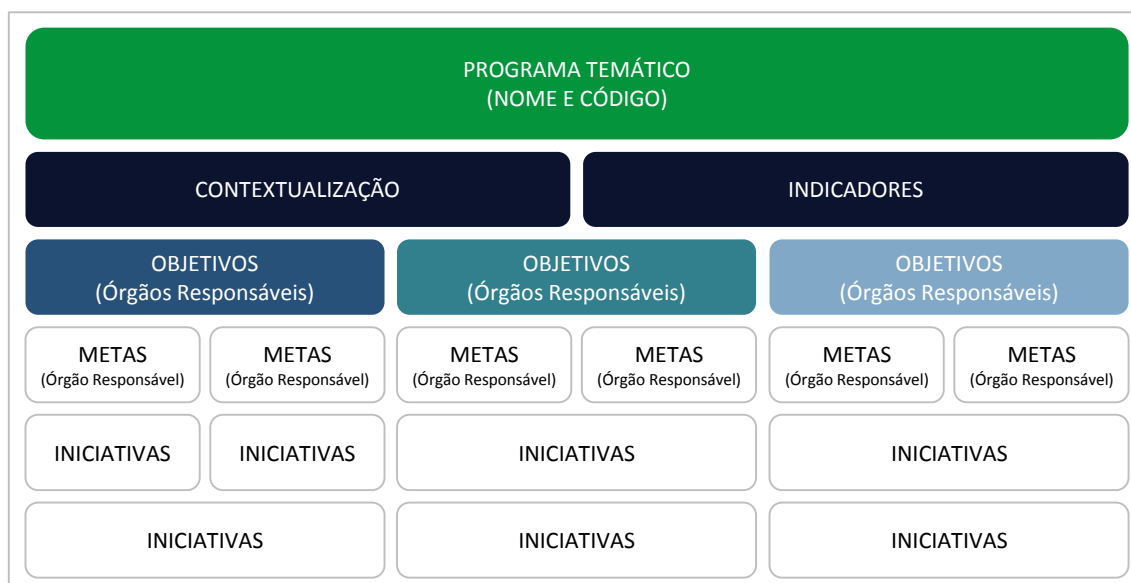 PROGRAMA TEMÁTICO
(NOME E CÓDIGO)
CONTEXTUALIZAÇÃO
INDICADORES
OBJETIVOS
(Órgãos Responsáveis)
OBJETIVOS
(Órgãos Responsáveis)
OBJETIVOS
(Órgãos Responsáveis)
METAS
(Órgão Responsável)
METAS
(Órgão Responsável)
METAS
(Órgão Responsável)
METAS
(Órgão Responsável)
METAS
(Órgão Responsável)
METAS
(Órgão Responsável)
INICIATIVAS
INICIATIVAS
INICIATIVAS
INICIATIVAS
INICIATIVAS
INICIATIVAS
INICIATIVAS